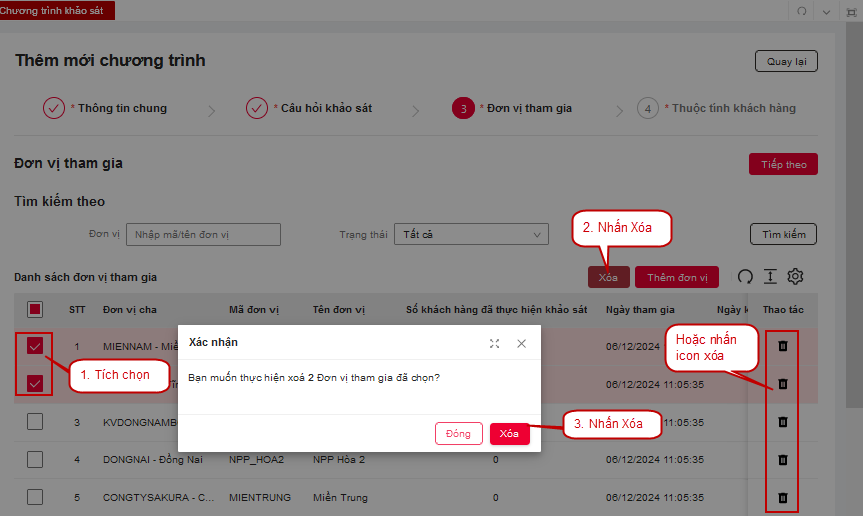 Chương trình khảo sát
Thêm mới chương trình
Quay lại
* Thông tin chung
* Câu hỏi khảo sát
3 * Đơn vị tham gia
4 * Thuộc tính khách hàng
Đơn vị tham gia
Tiếp theo
Tìm kiếm theo
Đơn vị
Nhập mã/tên đơn vị
Trạng thái
Tất cả
Tìm kiếm
2. Nhấn Xóa
Danh sách đơn vị tham gia
Xóa
Thêm đơn vị
STT Đơn vị cha Mã đơn vị Tên đơn vị Số khách hàng đã thực hiện khảo sát Ngày tham gia Ngày k Thao tác
1 MIENNAM - Miề 06/12/2024 1
06/12/2024 11:05:35
3 KVDONGNAMB 06/12/2024 11:05:35
4 DONGNAI - Đồng Nai NPP_HOA2 NPP Hòa 2 0 06/12/2024 11:05:35
5 CONGTYSAKURA - C... MIENTRUNG Miền Trung 0 06/12/2024 11:05:35
1. Tích chọn
Hoặc nhấn
icon xóa
Xác nhận
Bạn muốn thực hiện xoá 2 Đơn vị tham gia đã chọn?
Đóng
Xóa
3. Nhấn Xóa